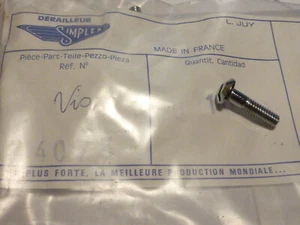 DÉRAILLEUR
SIMPLEX
L. JUY
MADE IN FRANCE
Pièce-Part-Teile-Pezzo-Pieza
Réf. N°
Quantit. Cantidad
Vis
PLUS FORTE, LA MEILLEURE PRODUCTION MONDIALE...